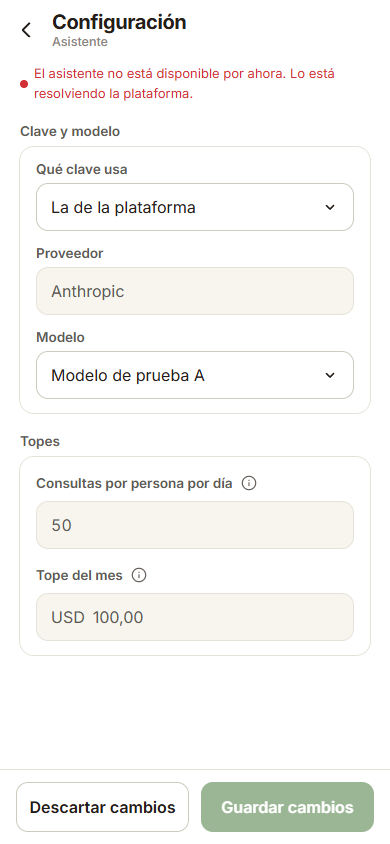 Configuración
Asistente
El asistente no está disponible por ahora. Lo está
resolviendo la plataforma.
Clave y modelo
Qué clave usa
La de la plataforma
Proveedor
Anthropic
Modelo
Modelo de prueba A
Topes
Consultas por persona por día
50
Tope del mes
USD 100,00
Descartar cambios
Guardar cambios